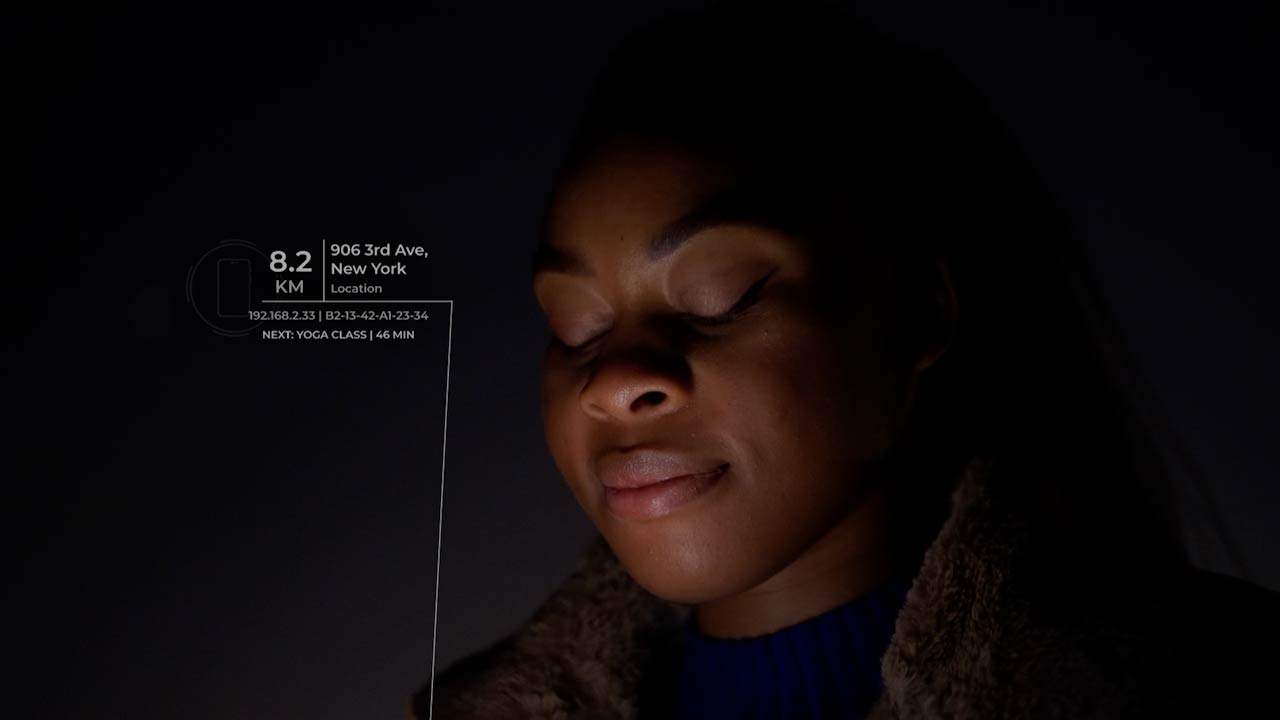 8.2
KM
906 3rd Ave,
New York
Location
192.168.2.33 | B2-13-42-A1-23-34
NEXT: YOGA CLASS | 46 MIN